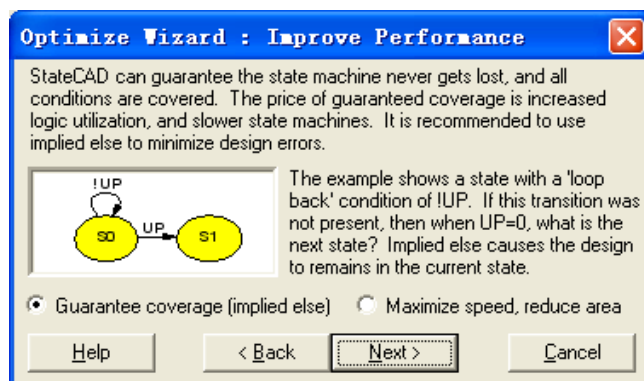 Optimize Wizard : Improve Performance
StateCAD can guarantee the state machine never gets lost, and all
conditions are covered. The price of guaranteed coverage is increased
logic utilization, and slower state machines. It is recommended to use
implied else to minimize design errors.
!UP
S0
UP
S1
The example shows a state with a 'loop
back' condition of !UP. If this transition was
not present, then when UP=0, what is the
next state? Implied else causes the design
to remains in the current state.
Guarantee coverage (implied else)
Maximize speed, reduce area
Help
< Back
Next >
Cancel